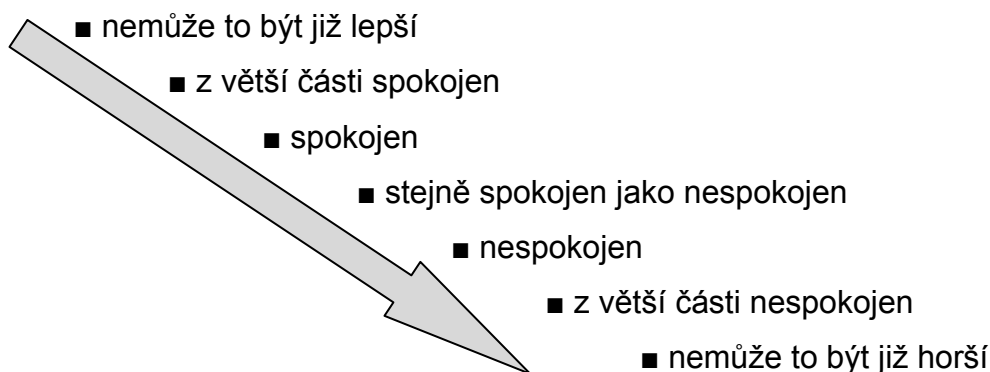 ■ nemůže to být již lepší
■ z větší části spokojen
■ spokojen
■ stejně spokojen jako nespokojen
■ nespokojen
■ z větší části nespokojen
■ nemůže to být již horší